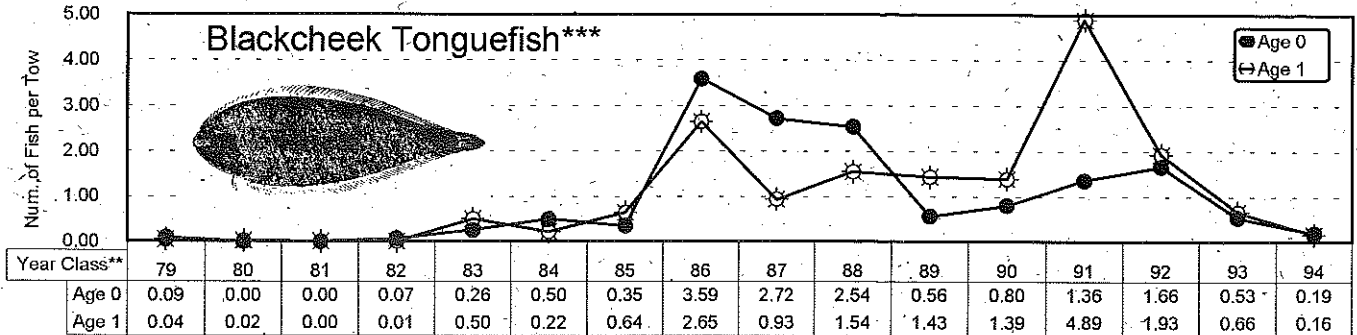 5.00
Blackcheek Tonguefish***
Age 0
Age 1
4.00
3.00
2.00
1.00
0.00
Num. of Fish per Tow
Year Class** 79 80 81 82 83 84 85 86 87 88 89 90 91 92 93 94
Age 0 0.09 0.00 0.00 0.07 0.26 0.50 0.35 3.59 2.72 2.54 0.56 0.80 1.36 1.66 0.53 0.19
Age 1 0.04 0.02 0.00 0.01 0.50 0.22 0.64 2.65 0.93 1.54 1.43 1.39 4.89 1.93 0.66 0.16